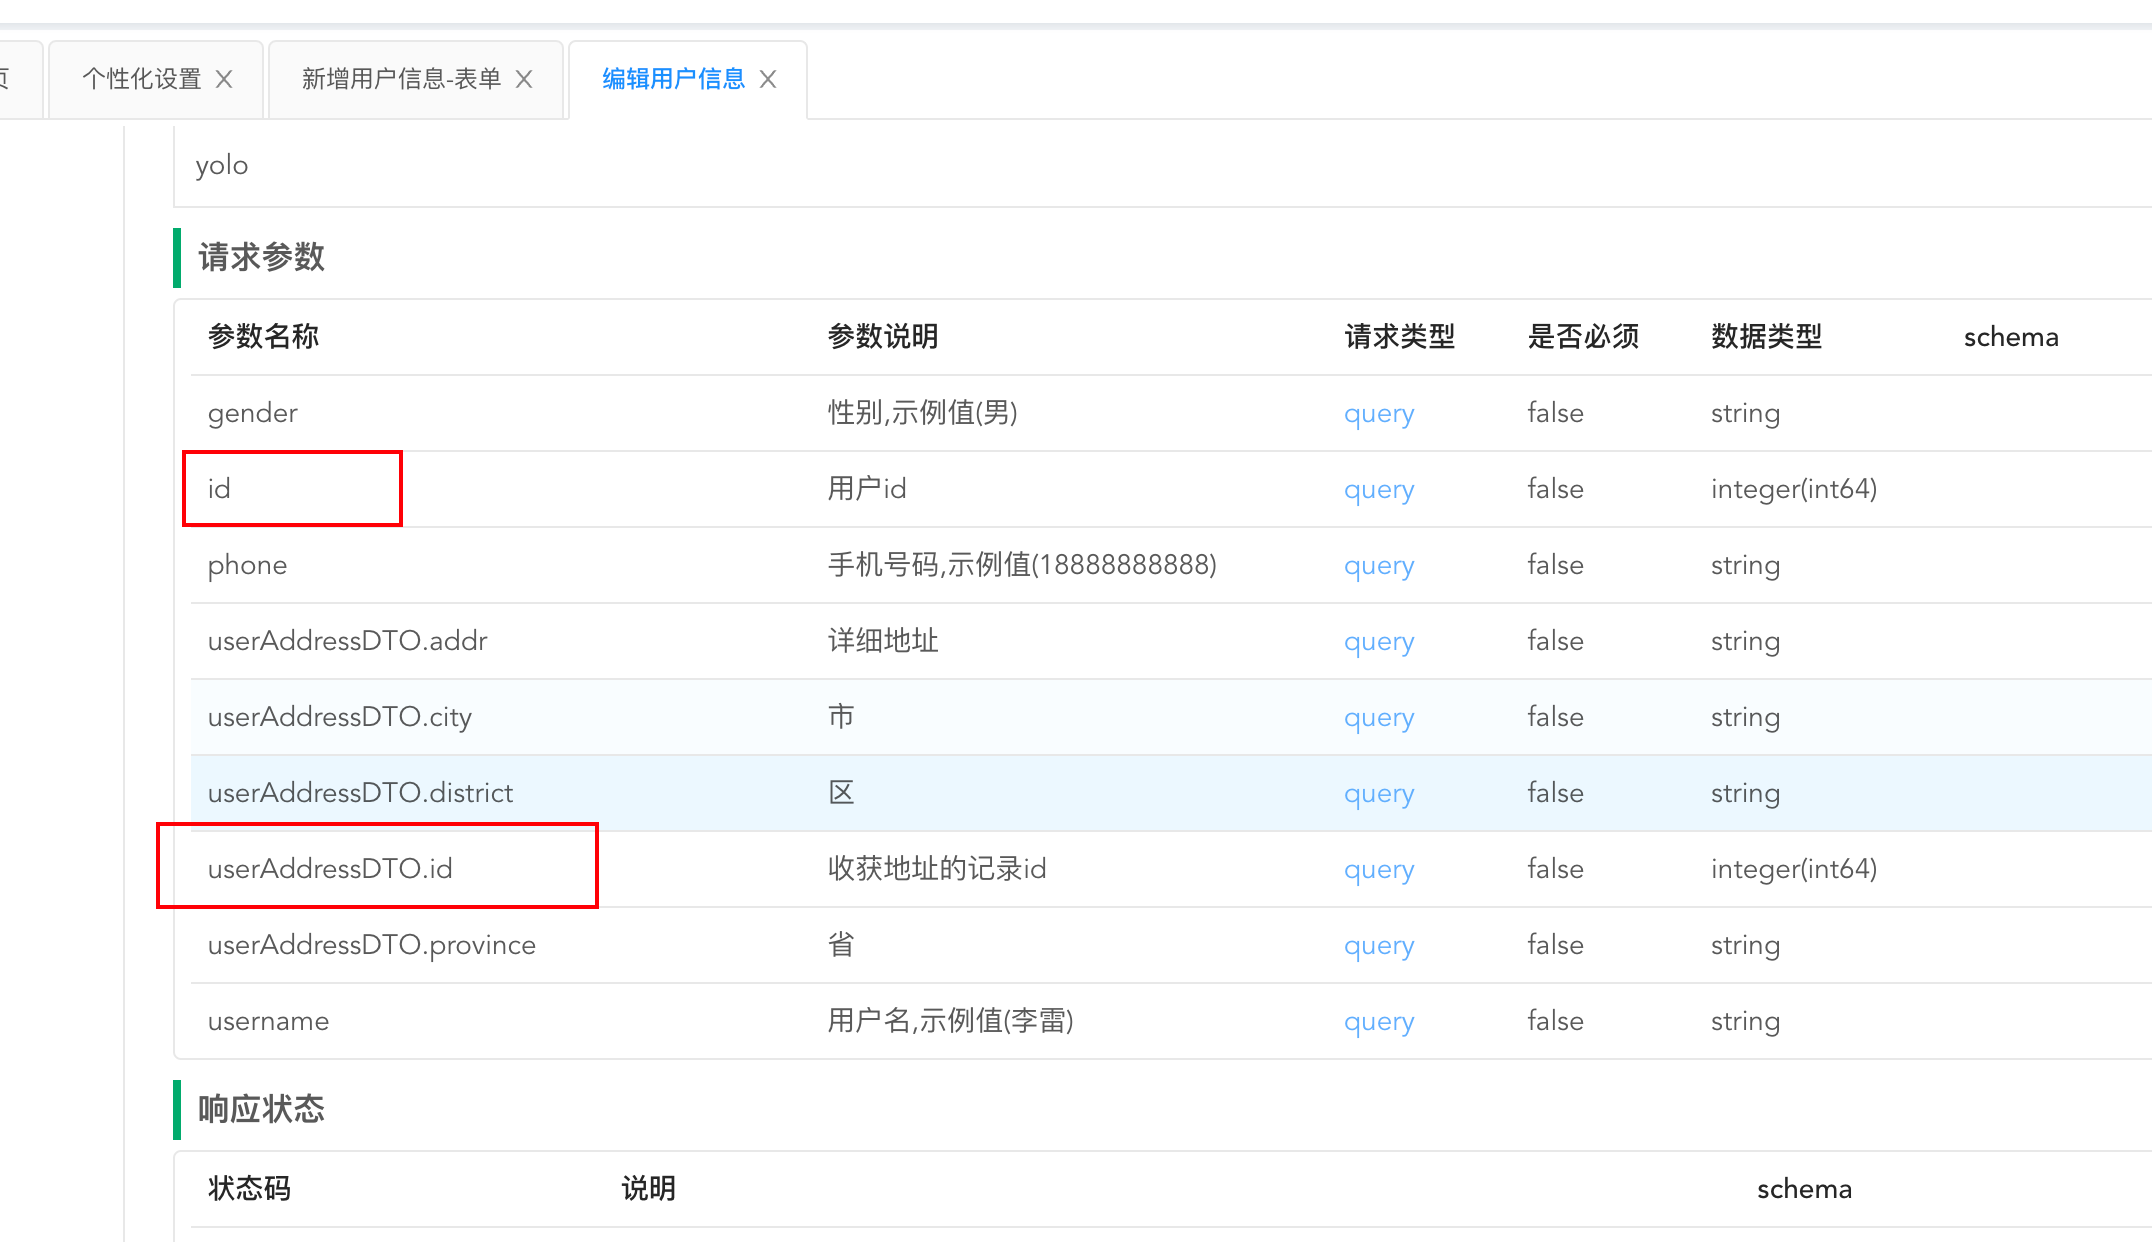 页
个性化设置 X
新增用户信息-表单 X
编辑用户信息 X
yolo
请求参数
参数名称 参数说明 请求类型 是否必须 数据类型 schema
gender 性别,示例值(男) query false string
id 用户id query false integer(int64)
phone 手机号码,示例值(18888888888) query false string
userAddressDTO.addr 详细地址 query false string
userAddressDTO.city 市 query false string
userAddressDTO.district 区 query false string
userAddressDTO.id 收获地址的记录id query false integer(int64)
userAddressDTO.province 省 query false string
username 用户名,示例值(李雷) query false string
响应状态
状态码 说明 schema